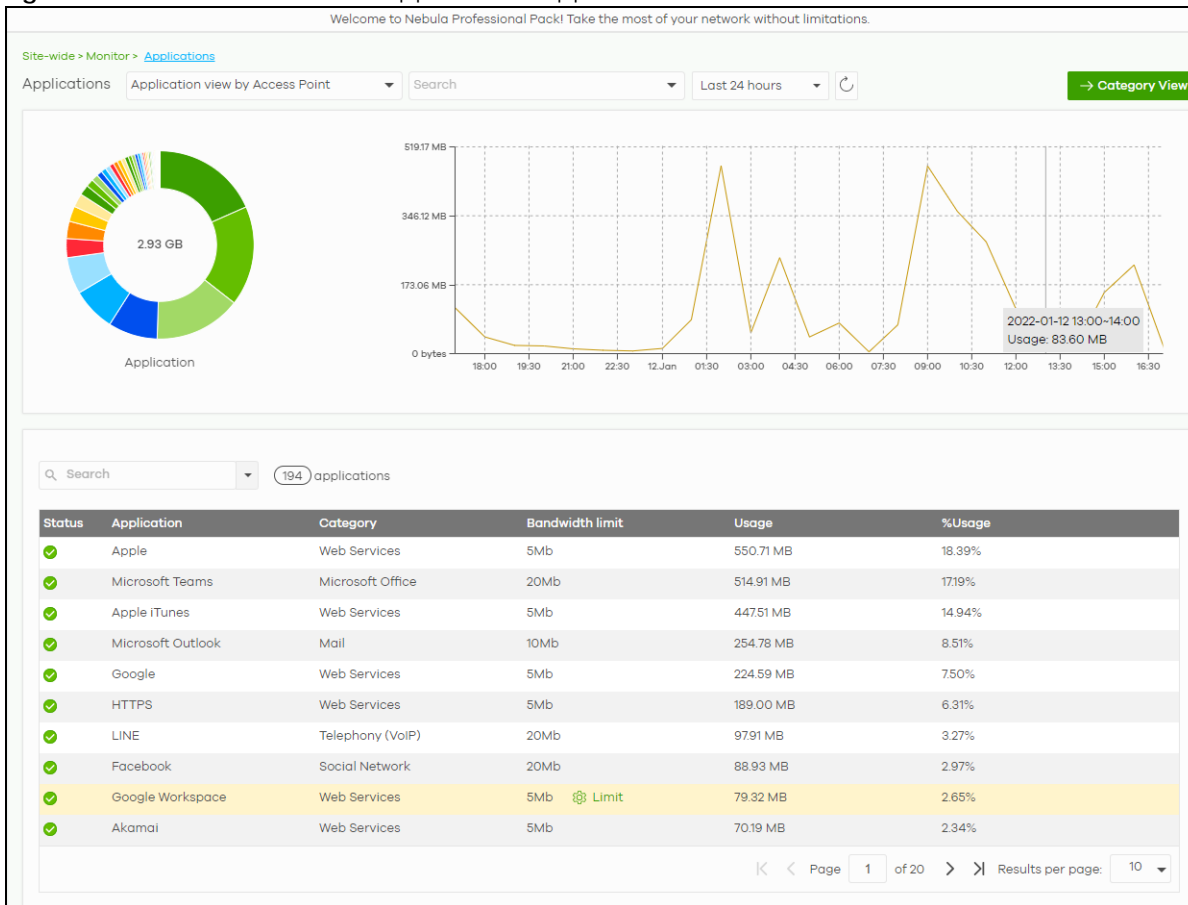 Welcome to Nebula Professional Pack! Take the most of your network without limitations.
Site-wide > Monitor > Applications
Applications Application view by Access Point Search Last 24 hours → Category View
519.17 MB
346.12 MB
173.06 MB
0 bytes
2.93 GB
Application
2022-01-12 13:00~14:00
Usage: 83.60 MB
18:00 19:30 21:00 22:30 12.Jan 01:30 03:00 04:30 06:00 07:30 09:00 10:30 12:00 13:30 15:00 16:30
Search 194 applications
Status Application Category Bandwidth limit Usage %Usage
Apple Web Services 5Mb 550.71 MB 18.39%
Microsoft Teams Microsoft Office 20Mb 514.91 MB 17.19%
Apple iTunes Web Services 5Mb 447.51 MB 14.94%
Microsoft Outlook Mail 10Mb 254.78 MB 8.51%
Google Web Services 5Mb 224.59 MB 7.50%
HTTPS Web Services 5Mb 189.00 MB 6.31%
LINE Telephony (VoIP) 20Mb 97.91 MB 3.27%
Facebook Social Network 20Mb 88.93 MB 2.97%
Google Workspace Web Services 5Mb Limit 79.32 MB 2.65%
Akamai Web Services 5Mb 70.19 MB 2.34%
Page 1 of 20 Results per page: 10